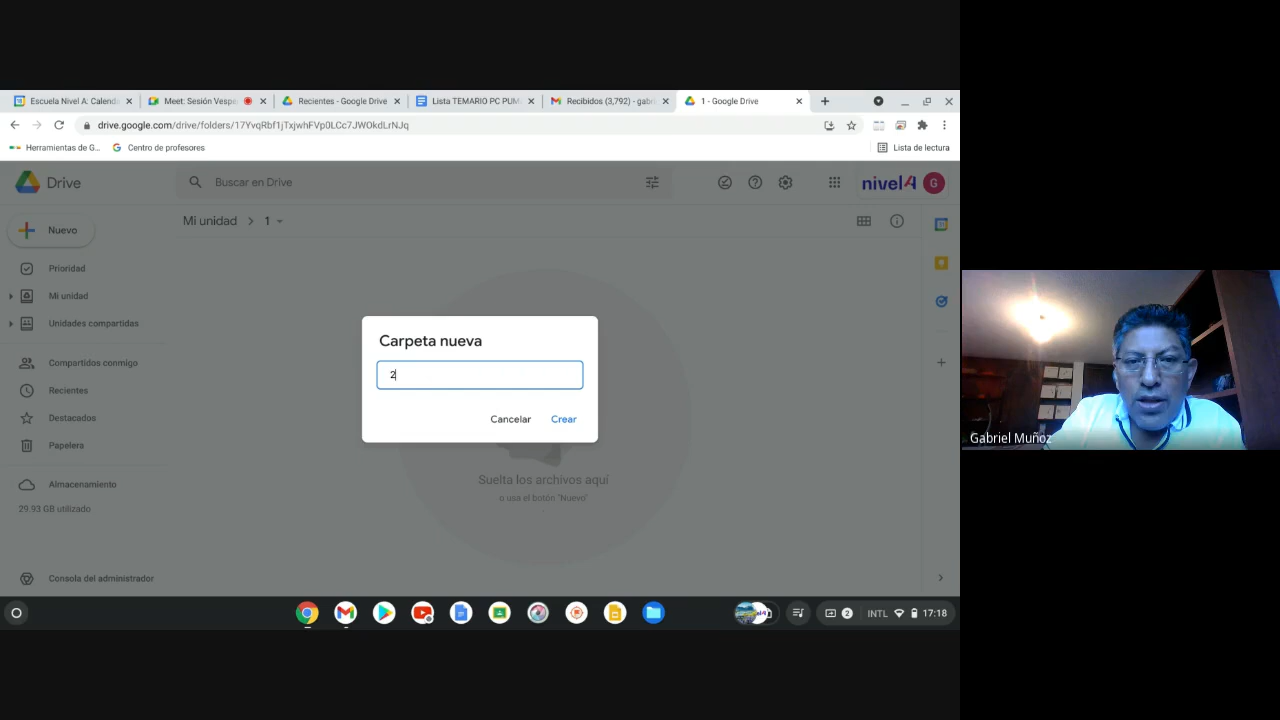 Escuela Nivel A: Calenda
Meet: Sesión Vespe
Recientes - Google Drive
Lista TEMARIO PC PUM
Recibidos (3,792) - gabri
1 - Google Drive
drive.google.com/drive/folders/17YvqRbf1jTxjwhFVp0LCc7JWOkdLrNJq
Herramientas de G...
Centro de profesores
Lista de lectura
Drive
Buscar en Drive
nivel4
G
Nuevo
Mi unidad > 1
Prioridad
Mi unidad
Unidades compartidas
Compartidos conmigo
Recientes
Destacados
Papelera
Almacenamiento
29.93 GB utilizado
Consola del administrador
Carpeta nueva
2
Cancelar
Crear
Suelta los archivos aquí
o usa el botón "Nuevo"
2
INTL
17:18
Gabriel Muñoz